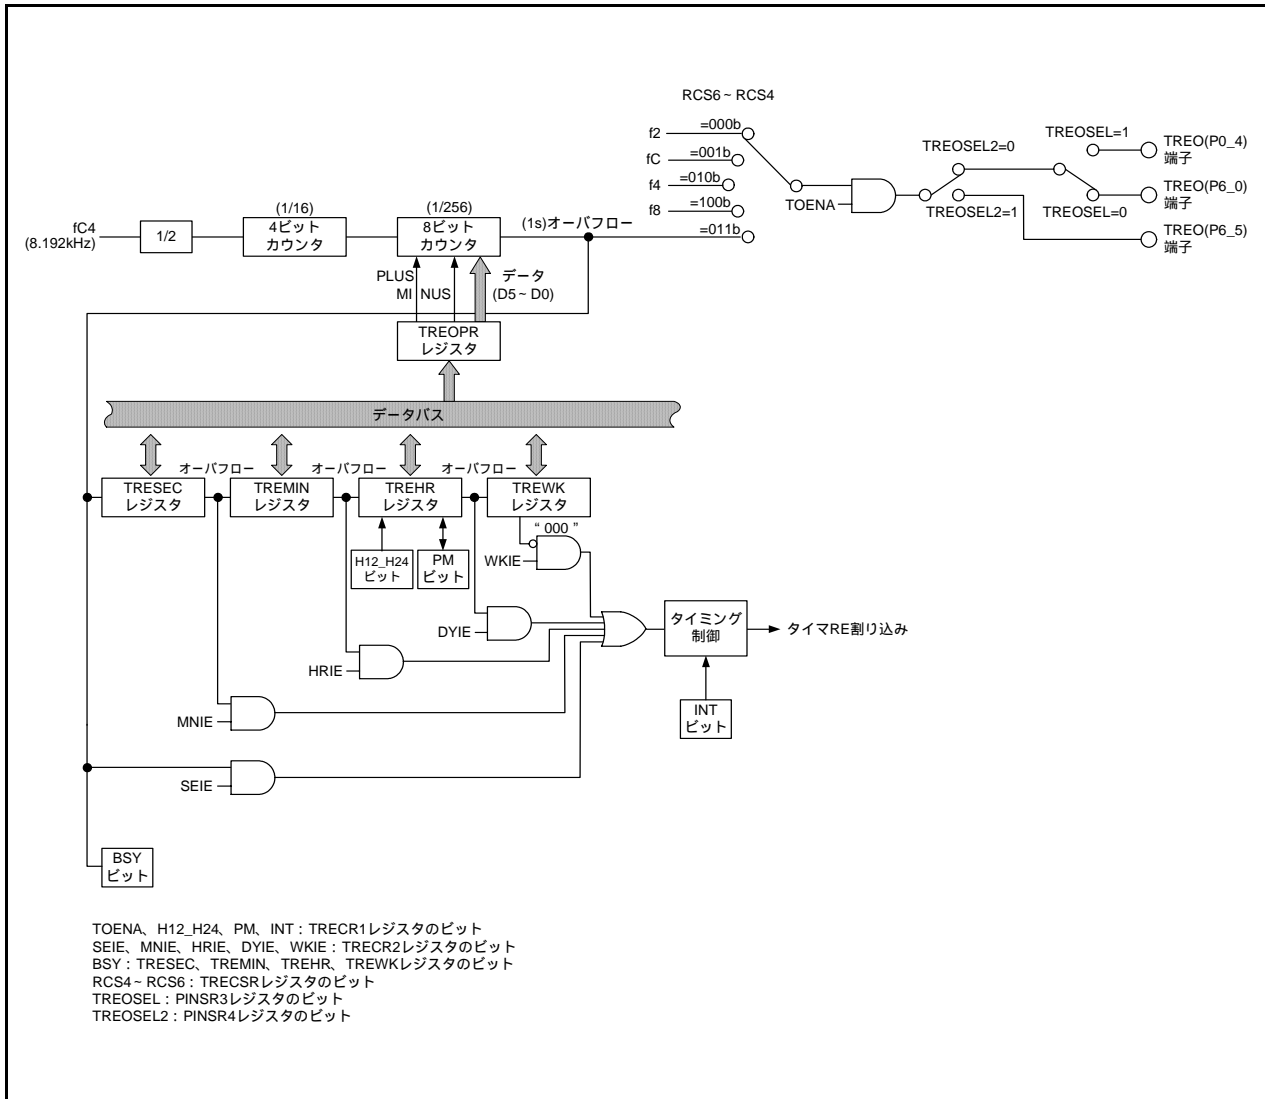 RCS6～RCS4
f2
=000b
fC
=001b
f4
=010b
f8
=100b
=011b
TOENA
TREOSEL2=0
TREOSEL2=1
TREOSEL=1
TREOSEL=0
TREO(P0_4)
端子
TREO(P6_0)
端子
TREO(P6_5)
端子
fC4
(8.192kHz)
1/2
(1/16)
4ビット
カウンタ
(1/256)
8ビット
カウンタ
(1s)オーバフロー
PLUS
MI NUS
データ
(D5～D0)
TREOPR
レジスタ
データバス
オーバフロー
オーバフロー
オーバフロー
TRESEC
レジスタ
TREMIN
レジスタ
TREHR
レジスタ
TREWK
レジスタ
H12_H24
ビット
PM
ビット
“ 000 ”
WKIE
DYIE
HRIE
MNIE
SEIE
タイミング
制御
タイマRE割り込み
INT
ビット
BSY
ビット
TOENA、H12_H24、PM、INT：TRECR1レジスタのビット
SEIE、MNIE、HRIE、DYIE、WKIE：TRECR2レジスタのビット
BSY：TRESEC、TREMIN、TREHR、TREWKレジスタのビット
RCS4～RCS6：TRECSRレジスタのビット
TREOSEL：PINSR3レジスタのビット
TREOSEL2：PINSR4レジスタのビット